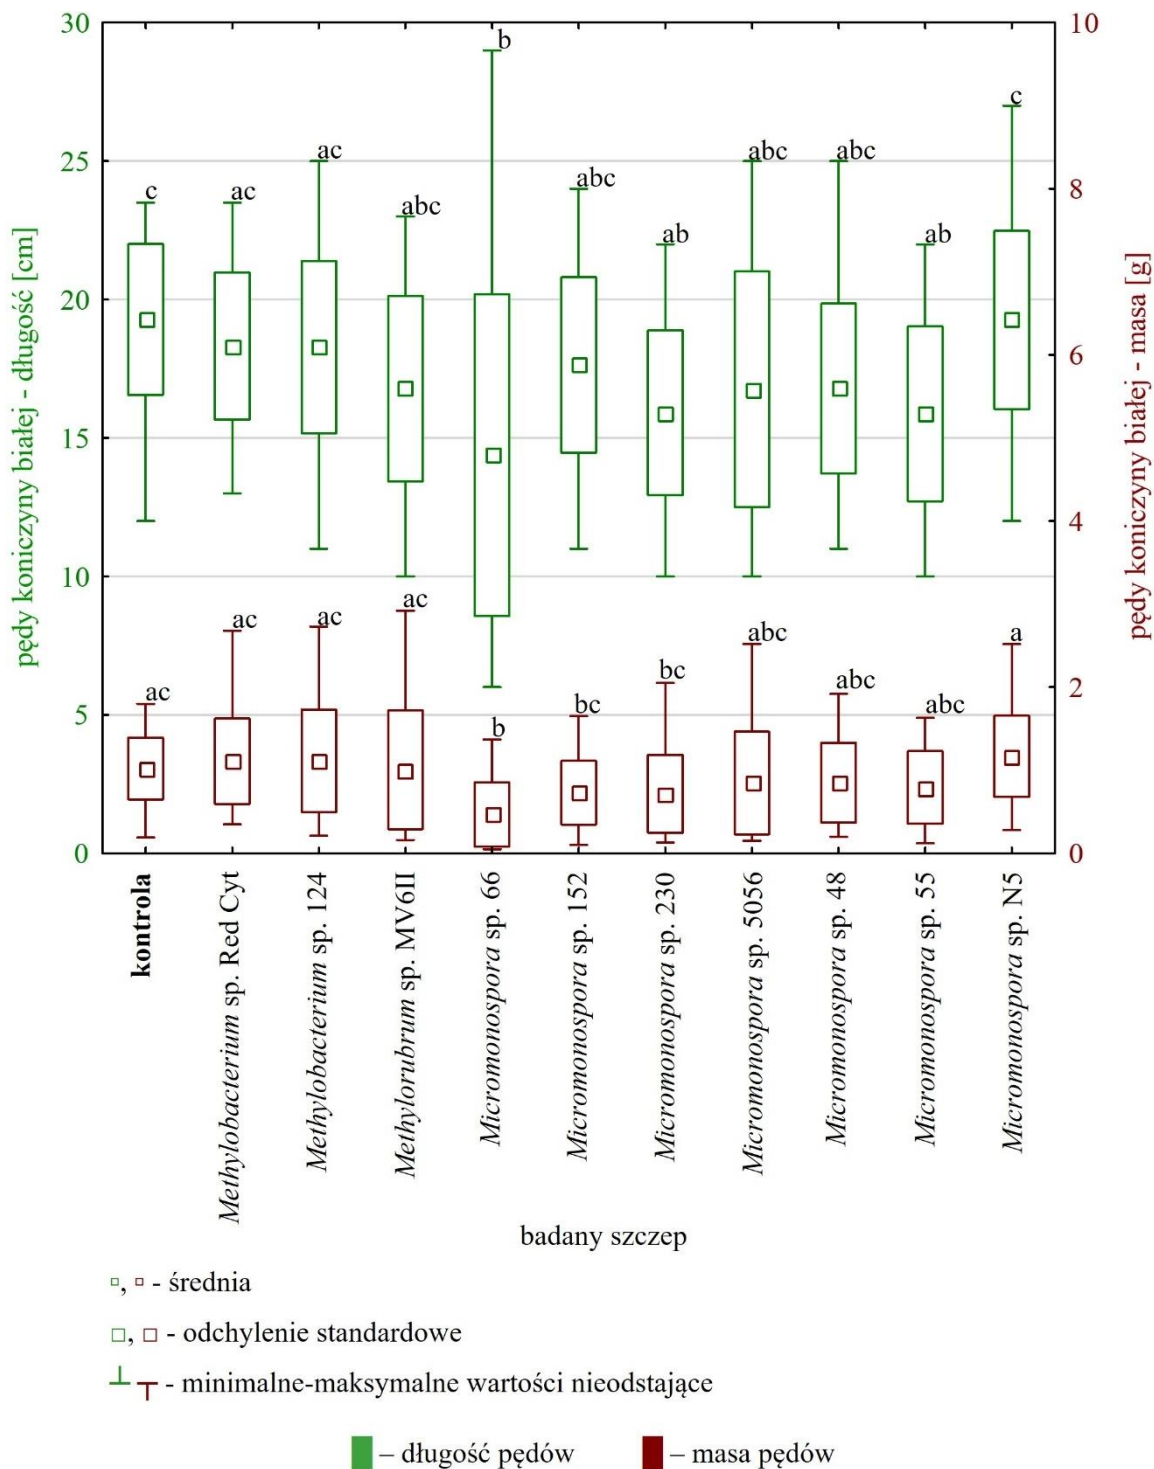 30
25
20
15
10
5
0
pędy koniczyny białej - długość [cm]
10
8
6
4
2
0
pędy koniczyny białej - masa [g]
c
ac
ac
abc
b
abc
ab
abc
abc
ab
c
ac
ac
ac
ac
b
bc
bc
abc
abc
abc
a
kontrola
Methylobacterium sp. Red Cyt
Methylobacterium sp. 124
Methylorubrum sp. MV6II
Micromonospora sp. 66
Micromonospora sp. 152
Micromonospora sp. 230
Micromonospora sp. 5056
Micromonospora sp. 48
Micromonospora sp. 55
Micromonospora sp. N5
badany szczep
, - średnia
, - odchylenie standardowe
- minimalne-maksymalne wartości nieodstające
– długość pędów
– masa pędów